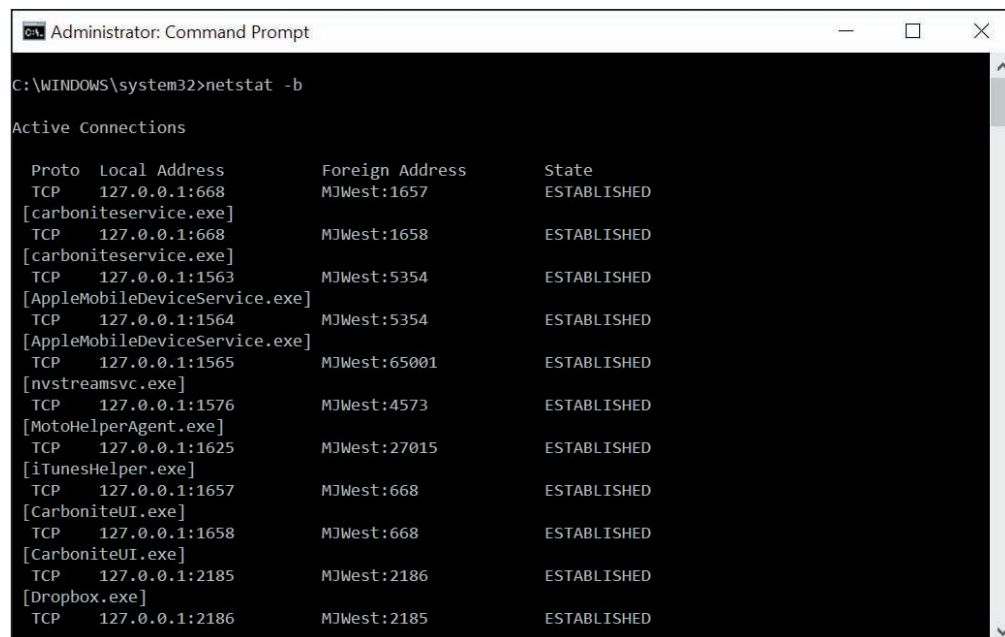 Administrator: Command Prompt
C:\WINDOWS\system32>netstat -b
Active Connections
Proto  Local Address          Foreign Address        State
TCP    127.0.0.1:668          MJWest:1657            ESTABLISHED
[carboniteservice.exe]
TCP    127.0.0.1:668          MJWest:1658            ESTABLISHED
[carboniteservice.exe]
TCP    127.0.0.1:1563         MJWest:5354            ESTABLISHED
[AppleMobileDeviceService.exe]
TCP    127.0.0.1:1564         MJWest:5354            ESTABLISHED
[AppleMobileDeviceService.exe]
TCP    127.0.0.1:1565         MJWest:65001           ESTABLISHED
[nvstreamsvc.exe]
TCP    127.0.0.1:1576         MJWest:4573            ESTABLISHED
[MotoHelperAgent.exe]
TCP    127.0.0.1:1625         MJWest:27015           ESTABLISHED
[iTunesHelper.exe]
TCP    127.0.0.1:1657         MJWest:668             ESTABLISHED
[CarboniteUI.exe]
TCP    127.0.0.1:1658         MJWest:668             ESTABLISHED
[CarboniteUI.exe]
TCP    127.0.0.1:2185         MJWest:2186            ESTABLISHED
[Dropbox.exe]
TCP    127.0.0.1:2186         MJWest:2185            ESTABLISHED